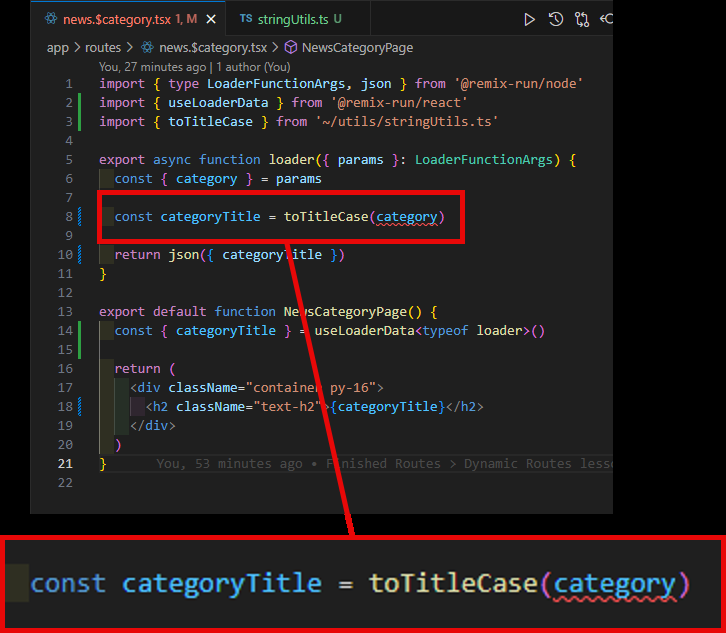 news.$category.tsx 1, M
TS stringUtils.ts U
app > routes > news.$category.tsx > NewsCategoryPage
You, 27 minutes ago | 1 author (You)
1 import { type LoaderFunctionArgs, json } from '@remix-run/node'
2 import { useLoaderData } from '@remix-run/react'
3 import { toTitleCase } from '~/utils/stringUtils.ts'
4
5 export async function loader({ params }: LoaderFunctionArgs) {
6 const { category } = params
7
8 const categoryTitle = toTitleCase(category)
9
10 return json({ categoryTitle })
11 }
12
13 export default function NewsCategoryPage() {
14 const { categoryTitle } = useLoaderData<typeof loader>()
15
16 return (
17 <div className="container py-16">
18 <h2 className="text-h2">{categoryTitle}</h2>
19 </div>
20 )
21 } You, 53 minutes ago • Finished Routes > Dynamic Routes less
22
const categoryTitle = toTitleCase(category)